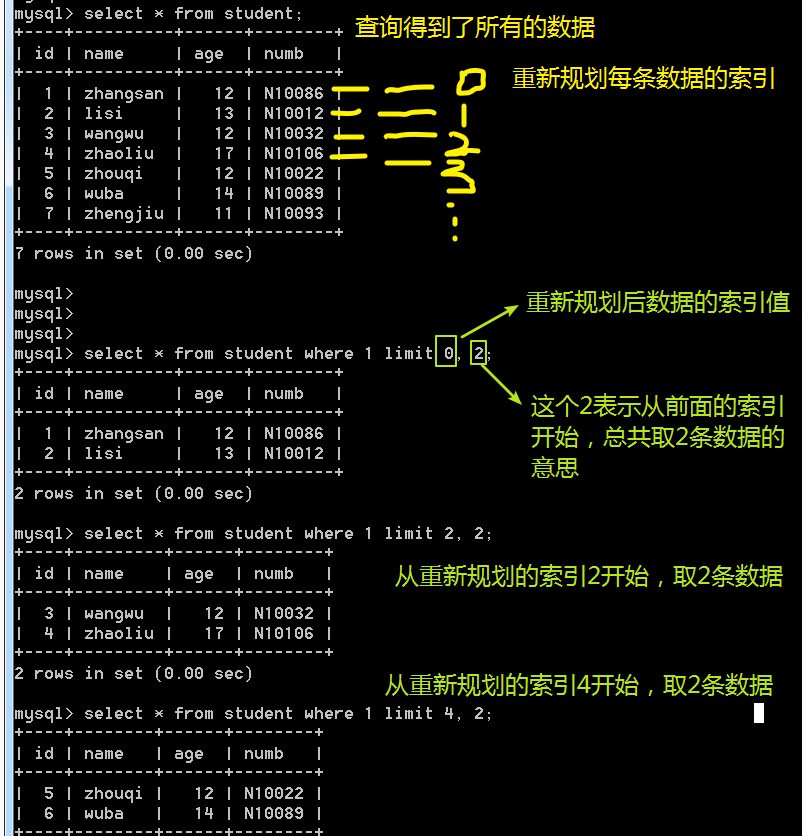 mysql> select * from student;
查询得到了所有的数据
+----+-----------+------+--------+
| id | name      | age  | numb   |
重新规划每条数据的索引
+----+-----------+------+--------+
|  1 | zhangsan |   12 | N10086 | 0
|  2 | lisi     |   13 | N10012 | 1
|  3 | wangwu   |   12 | N10032 | 2
|  4 | zhaoliu  |   17 | N10106 | 3
|  5 | zhouqi   |   12 | N10022 |
|  6 | wuba     |   14 | N10089 |
|  7 | zhengjiu |   11 | N10093 |
+----+-----------+------+--------+
7 rows in set (0.00 sec)
mysql>
mysql>
重新规划后数据的索引值
mysql>
mysql> select * from student where 1 limit 0, 2;
+----+-----------+------+--------+
| id | name     | age  | numb   |
这个2表示从前面的索引
开始，总共取2条数据的
意思
+----+-----------+------+--------+
|  1 | zhangsan |   12 | N10086 |
|  2 | lisi     |   13 | N10012 |
+----+-----------+------+--------+
2 rows in set (0.00 sec)
mysql> select * from student where 1 limit 2, 2;
+----+---------+------+--------+
| id | name    | age  | numb   |
从重新规划的索引2开始，取2条数据
+----+---------+------+--------+
|  3 | wangwu  |   12 | N10032 |
|  4 | zhaoliu |   17 | N10106 |
+----+---------+------+--------+
2 rows in set (0.00 sec)
从重新规划的索引4开始，取2条数据
mysql> select * from student where 1 limit 4, 2;
+----+--------+------+--------+
| id | name   | age  | numb   |
+----+--------+------+--------+
|  5 | zhouqi |   12 | N10022 |
|  6 | wuba   |   14 | N10089 |
+----+--------+------+--------+